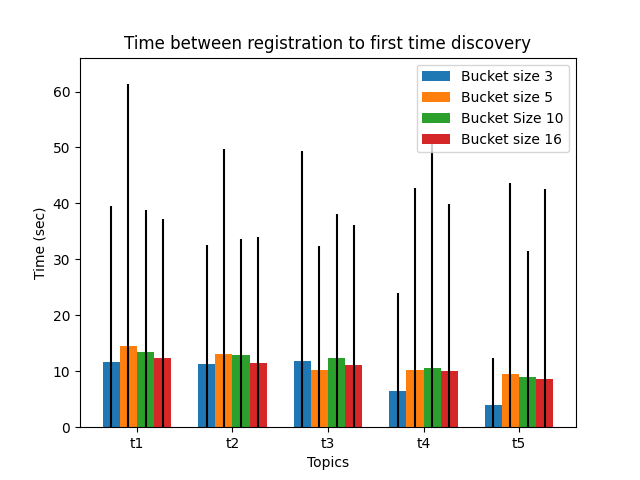 Time between registration to first time discovery
Bucket size 3
Bucket size 5
Bucket Size 10
Bucket size 16
Time (sec)
60
50
40
30
20
10
0
t1 t2 t3 t4 t5
Topics